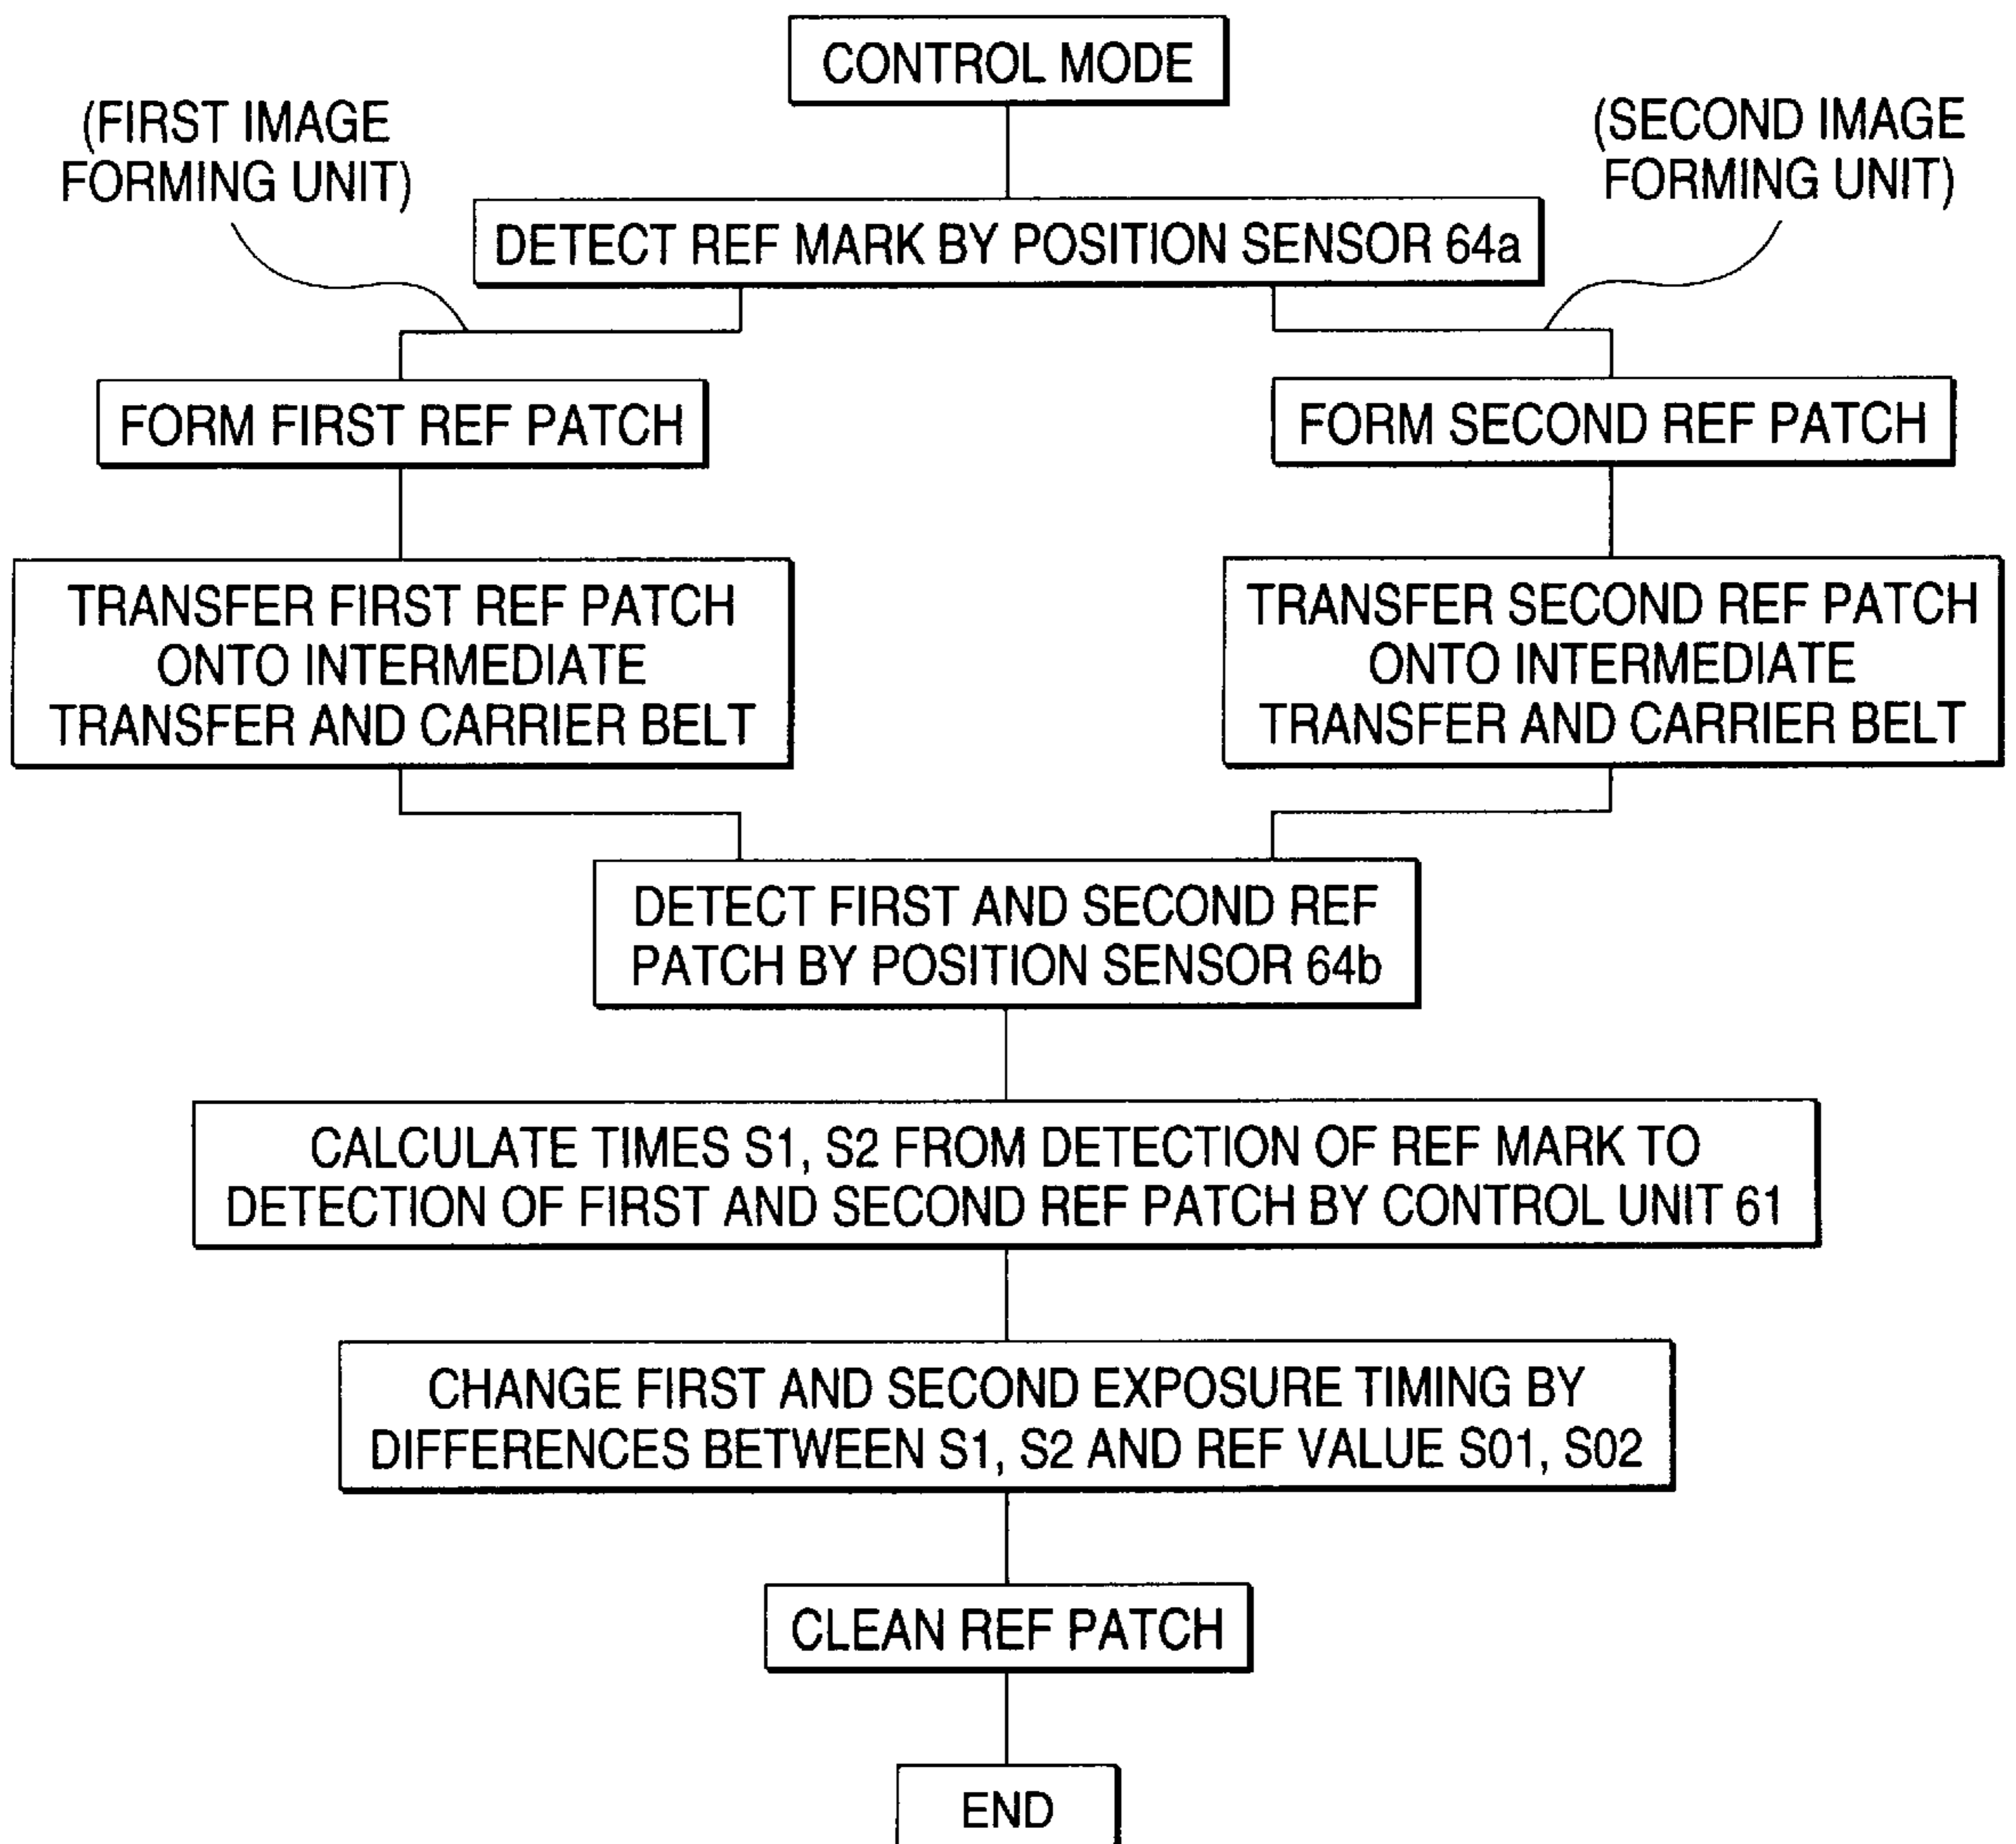 CONTROL MODE
(FIRST IMAGE
FORMING UNIT)
(SECOND IMAGE
FORMING UNIT)
DETECT REF MARK BY POSITION SENSOR 64a
FORM FIRST REF PATCH
FORM SECOND REF PATCH
TRANSFER FIRST REF PATCH
ONTO INTERMEDIATE
TRANSFER AND CARRIER BELT
TRANSFER SECOND REF PATCH
ONTO INTERMEDIATE
TRANSFER AND CARRIER BELT
DETECT FIRST AND SECOND REF
PATCH BY POSITION SENSOR 64b
CALCULATE TIMES S1, S2 FROM DETECTION OF REF MARK TO
DETECTION OF FIRST AND SECOND REF PATCH BY CONTROL UNIT 61
CHANGE FIRST AND SECOND EXPOSURE TIMING BY
DIFFERENCES BETWEEN S1, S2 AND REF VALUE S01, S02
CLEAN REF PATCH
END